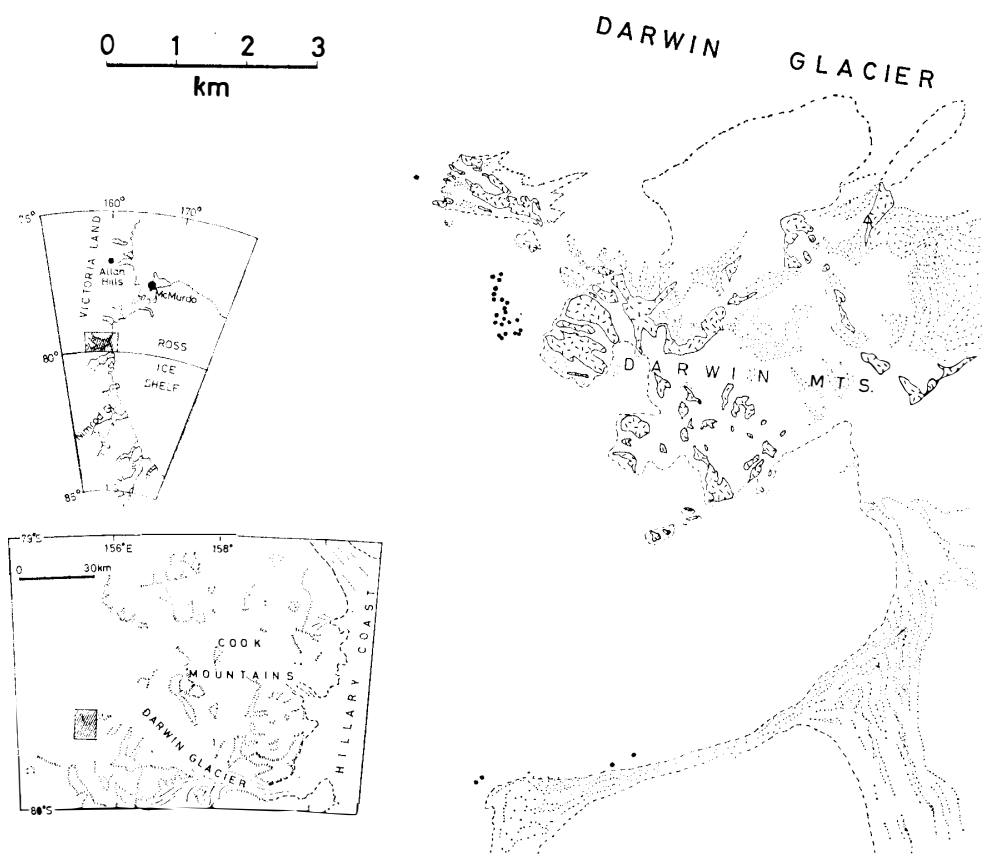 DARWIN GLACIER
0 1 2 3
km
160° 170°
VICTORIA LAND
Allan
Hills
McMurdo
ROSS
80°
ICE
SHELF
Nimrod
85°
79°E
156°E 158°
0 30km
COOK
MOUNTAINS
HILLARY COAST
DARWIN GLACIER
80°S
DARWIN MTS.